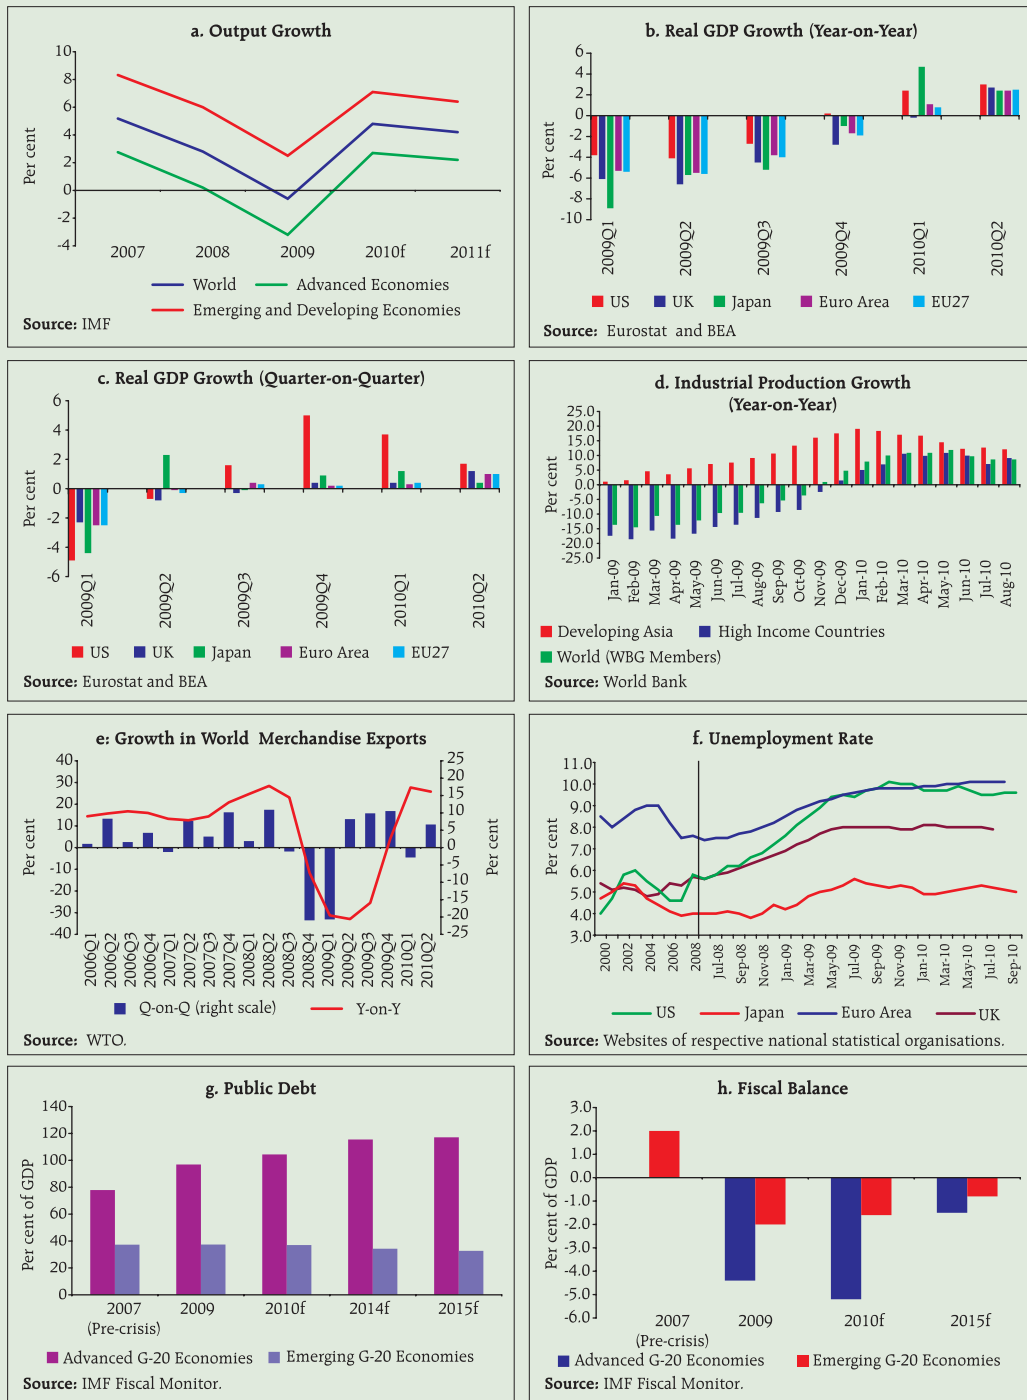 a. Output Growth
Per cent
10
8
6
4
2
0
-2
-4
2007 2008 2009 2010f 2011f
World Advanced Economies
Emerging and Developing Economies
Source: IMF
b. Real GDP Growth (Year-on-Year)
Per cent
6
4
2
0
-2
-4
-6
-8
-10
2009Q1 2009Q2 2009Q3 2009Q4 2010Q1 2010Q2
US UK Japan Euro Area EU27
Source: Eurostat and BEA
c. Real GDP Growth (Quarter-on-Quarter)
Per cent
6
4
2
0
-2
-4
-6
2009Q1 2009Q2 2009Q3 2009Q4 2010Q1 2010Q2
US UK Japan Euro Area EU27
Source: Eurostat and BEA
d. Industrial Production Growth
(Year-on-Year)
Per cent
25.0
20.0
15.0
10.0
5.0
0.0
-5.0
-10.0
-15.0
-20.0
-25.0
Jan-09 Feb-09 Mar-09 Apr-09 May-09 Jun-09 Jul-09 Aug-09 Sep-09 Oct-09 Nov-09 Dec-09 Jan-10 Feb-10 Mar-10 Apr-10 May-10 Jun-10 Jul-10 Aug-10
Developing Asia High Income Countries
World (WBG Members)
Source: World Bank
e: Growth in World Merchandise Exports
Per cent
40
30
20
10
0
-10
-20
-30
-40
25
20
15
10
5
0
-5
-10
-15
-20
-25
Per cent
2006Q1 2006Q2 2006Q3 2006Q4 2007Q1 2007Q2 2007Q3 2007Q4 2008Q1 2008Q2 2008Q3 2008Q4 2009Q1 2009Q2 2009Q3 2009Q4 2010Q1 2010Q2
Q-on-Q (right scale) Y-on-Y
Source: WTO.
f. Unemployment Rate
Per cent
11.0
10.0
9.0
8.0
7.0
6.0
5.0
4.0
3.0
2000 2002 2004 2006 2008 Jul-08 Sep-08 Nov-08 Jan-09 Mar-09 May-09 Jul-09 Sep-09 Nov-09 Jan-10 Mar-10 May-10 Jul-10 Sep-10
US Japan Euro Area UK
Source: Websites of respective national statistical organisations.
g. Public Debt
Per cent of GDP
140
120
100
80
60
40
20
0
2007 2009 2010f 2014f 2015f
(Pre-crisis)
Advanced G-20 Economies Emerging G-20 Economies
Source: IMF Fiscal Monitor.
h. Fiscal Balance
Per cent of GDP
3.0
2.0
1.0
0.0
-1.0
-2.0
-3.0
-4.0
-5.0
-6.0
2007 2009 2010f 2015f
(Pre-crisis)
Advanced G-20 Economies Emerging G-20 Economies
Source: IMF Fiscal Monitor.